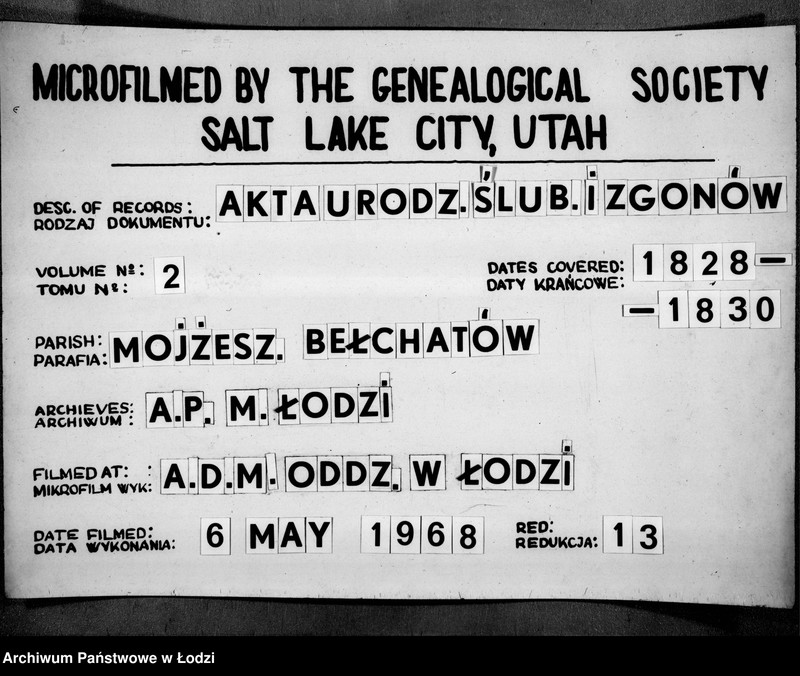 MICROFILMED BY THE GENEALOGICAL SOCIETY
SALT LAKE CITY, UTAH
DESC. OF RECORDS: AKTA URODZ. ŚLUB. i ZGONÓW
RODZAJ DOKUMENTU:
VOLUME Nº: 2
TOMU Nº:
DATES COVERED: 1828 –
DATY KRAŃCOWE: – 1830
PARISH: MOJŻESZ. BEŁCHATÓW
PARAFIA:
ARCHIEVES: A.P. M. ŁODZi
ARCHIWUM:
FILMED AT: A.D.M. ODDZ. W ŁODZi
MIKROFILM WYK:
DATE FILMED: 6 MAY 1968
DATA WYKONANIA:
RED: 13
REDUKCJA:
Archiwum Państwowe w Łodzi